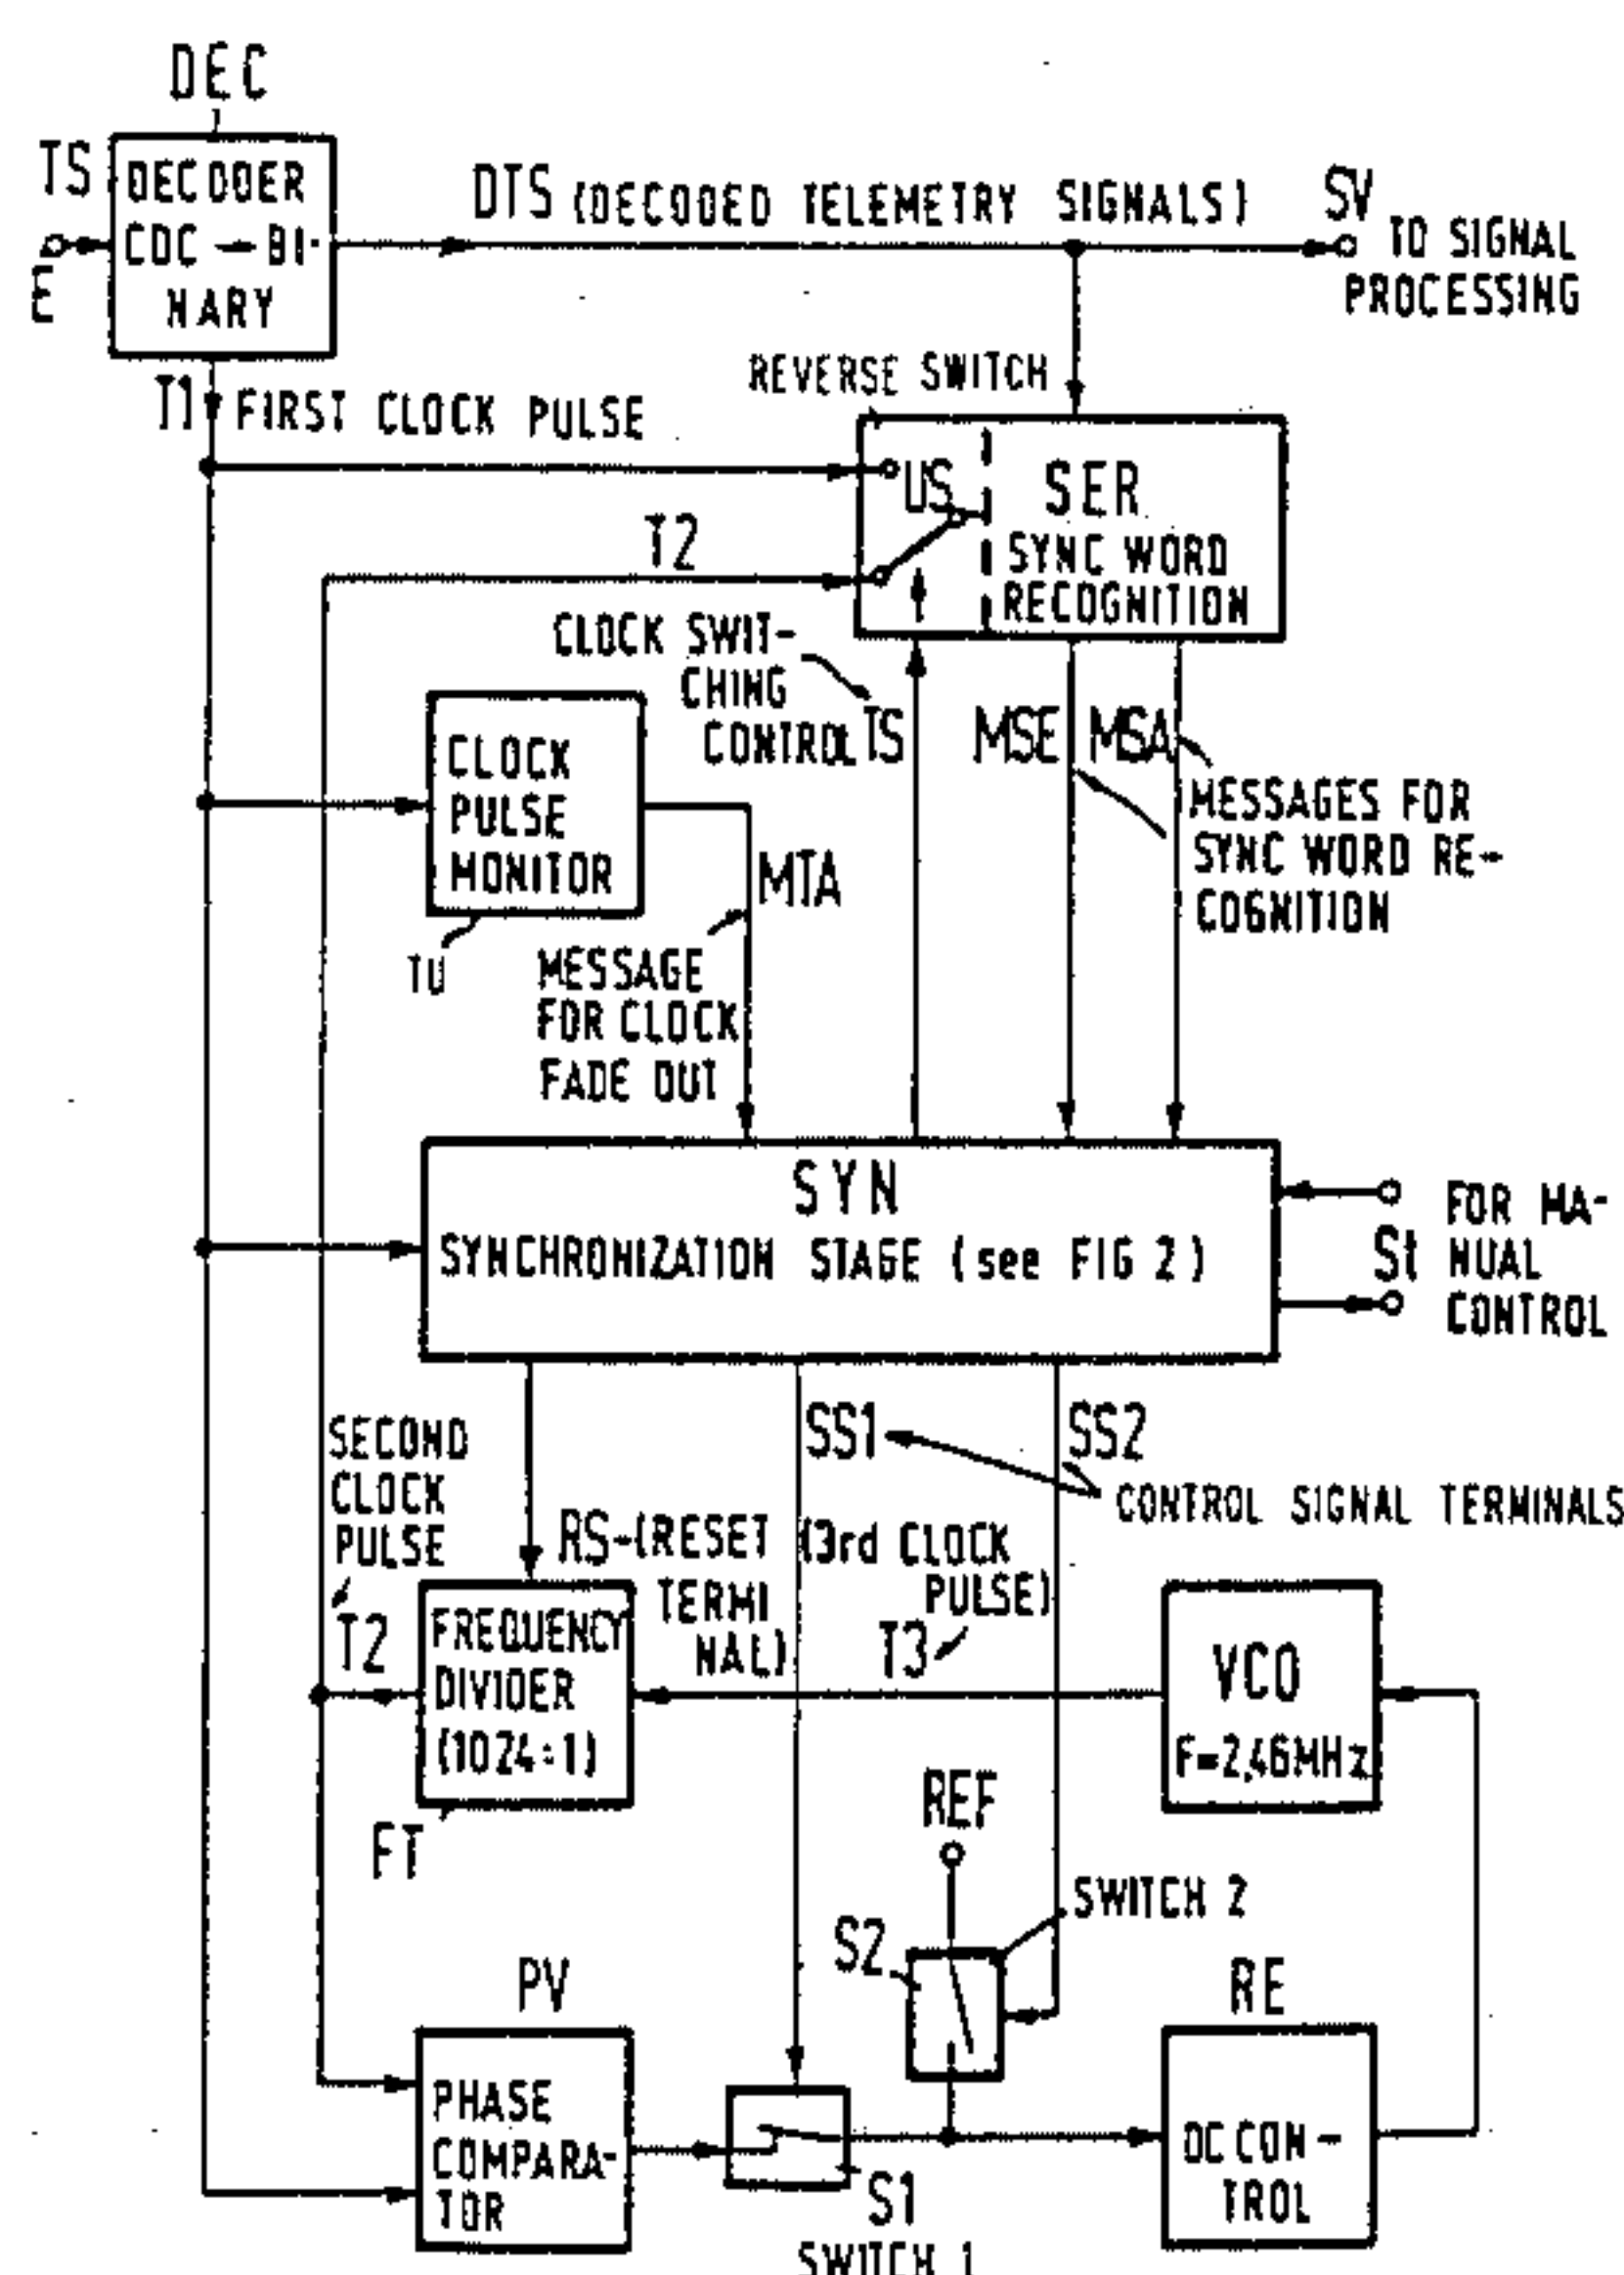 DEC
TS
DECODER
CDC → BI-
NARY
E
DTS (DECODED TELEMETRY SIGNALS)
SV
TO SIGNAL
PROCESSING
T1 FIRST CLOCK PULSE
REVERSE SWITCH
US
SER
SYNC WORD
RECOGNITION
T2
CLOCK SWIT-
CHING
CONTROL TS
MSE MSA
MESSAGES FOR
SYNC WORD RE-
COGNITION
CLOCK
PULSE
MONITOR
TU
MTA
MESSAGE
FOR CLOCK
FADE OUT
SYN
SYNCHRONIZATION STAGE (see FIG 2)
St
FOR MA-
NUAL
CONTROL
SECOND
CLOCK
PULSE
T2
SS1
SS2
CONTROL SIGNAL TERMINALS
RS-(RESET
TERMI
NAL)
(3rd CLOCK
PULSE)
T3
FREQUENCY
DIVIDER
(1024:1)
FT
VCO
F=2,46MHz
REF
SWITCH 2
S2
PV
PHASE
COMPARA-
TOR
S1
SWITCH 1
RE
DC CON-
TROL